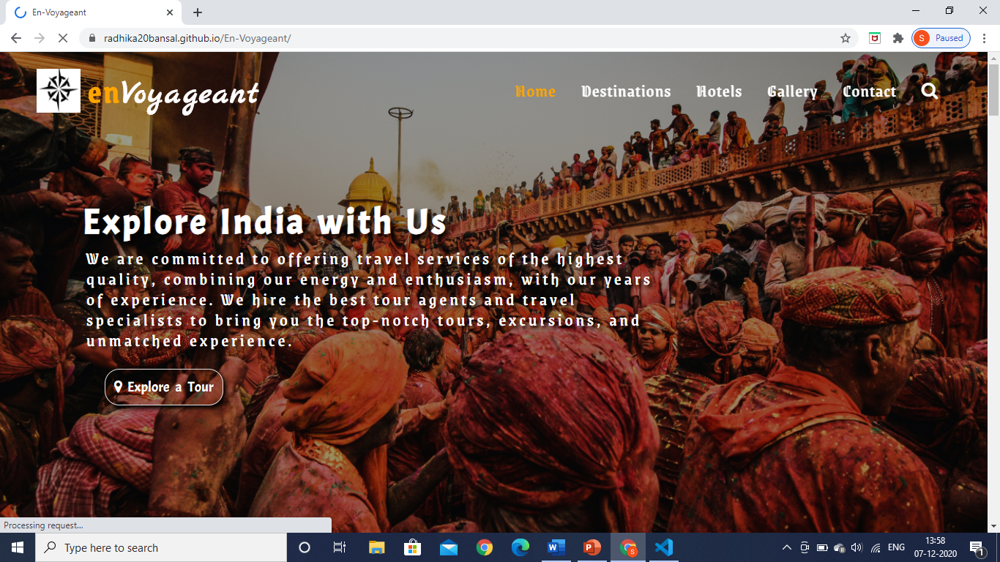 En-Voyageant
radhika20bansal.github.io/En-Voyageant/
S Paused
enVoyageant
Home Destinations Hotels Gallery Contact
Explore India with Us
We are committed to offering travel services of the highest
quality, combining our energy and enthusiasm, with our years
of experience. We hire the best tour agents and travel
specialists to bring you the top-notch tours, excursions, and
unmatched experience.
Explore a Tour
Processing request...
Type here to search
W
P
S
ENG
13:58
07-12-2020
1